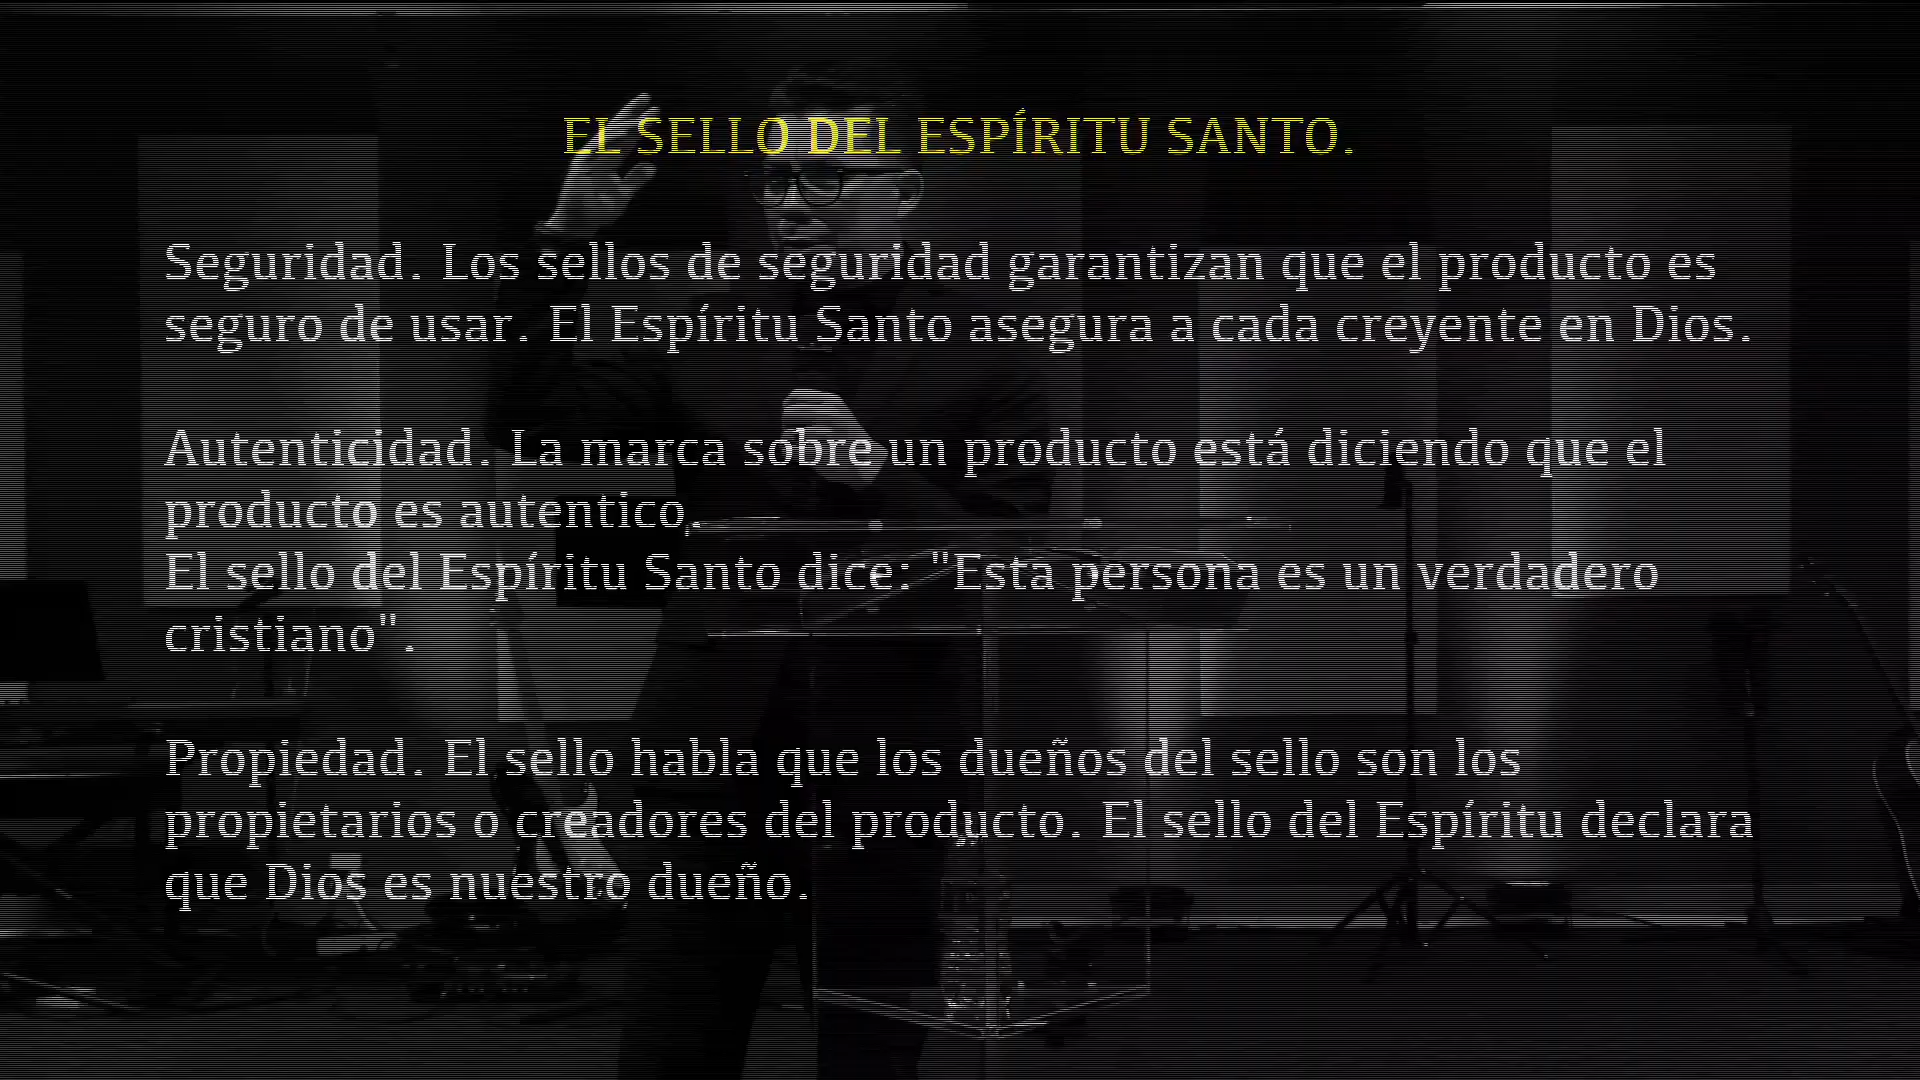 EL SELLO DEL ESPÍRITU SANTO.
Seguridad. Los sellos de seguridad garantizan que el producto es
seguro de usar. El Espíritu Santo asegura a cada creyente en Dios.
Autenticidad. La marca sobre un producto está diciendo que el
producto es autentico.
El sello del Espíritu Santo dice: "Esta persona es un verdadero
cristiano".
Propiedad. El sello habla que los dueños del sello son los
propietarios o creadores del producto. El sello del Espíritu declara
que Dios es nuestro dueño.